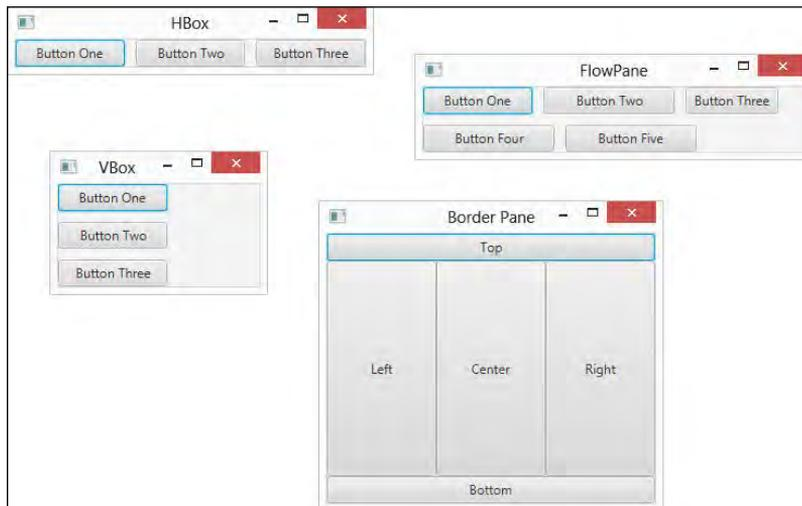 HBox
Button One Button Two Button Three
FlowPane
Button One Button Two Button Three
Button Four Button Five
VBox
Button One
Button Two
Button Three
Border Pane
Top
Left Center Right
Bottom